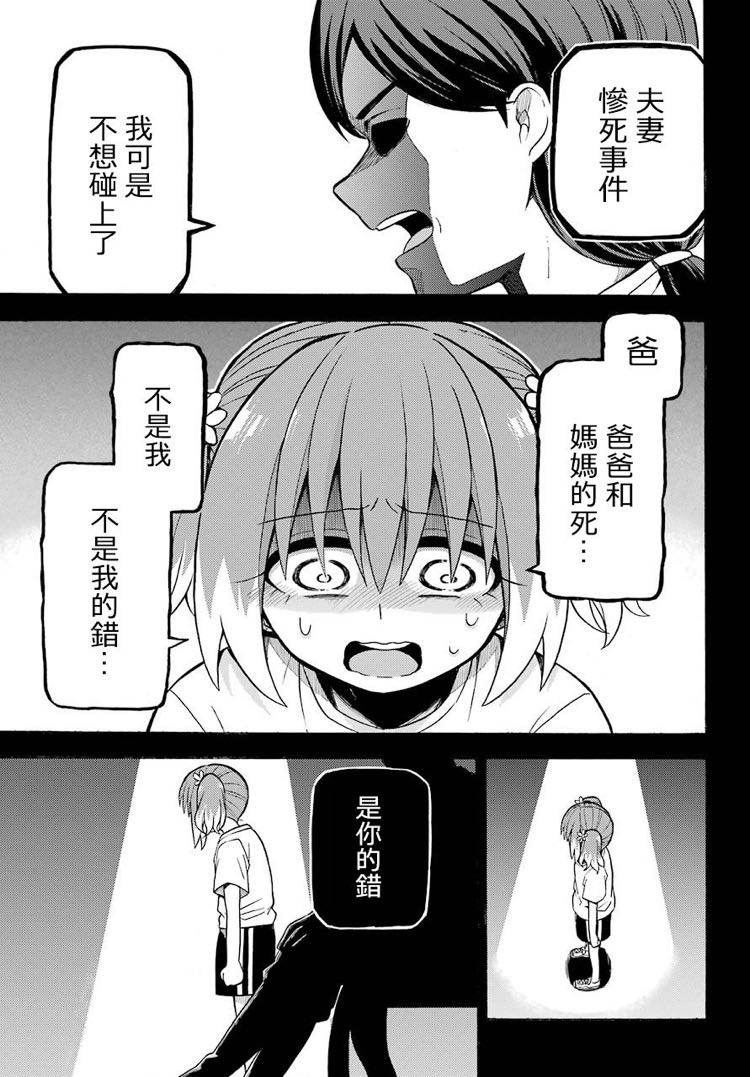 夫妻
慘死事件
我可是
不想碰上了
爸
爸爸和
媽媽的死…
不是我
不是我的錯…
是你的錯